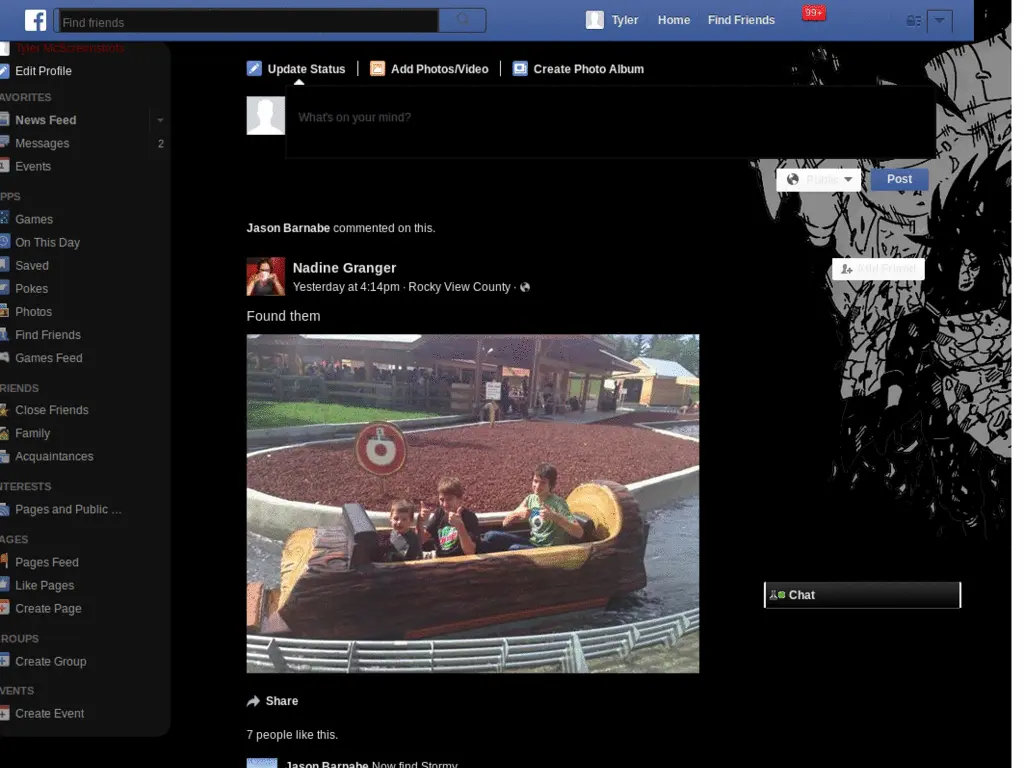 f
Find friends
Tyler
Home
Find Friends
99+
Tyler McScreenshots
Edit Profile
AVORITES
News Feed
Messages
2
Events
PPS
Games
On This Day
Saved
Pokes
Photos
Find Friends
Games Feed
RIENDS
Close Friends
Family
Acquaintances
NTERESTS
Pages and Public ...
AGES
Pages Feed
Like Pages
Create Page
ROUPS
Create Group
VENTS
Create Event
Update Status
Add Photos/Video
Create Photo Album
What's on your mind?
Public
Post
Jason Barnabe commented on this.
Nadine Granger
Add Friend
Yesterday at 4:14pm · Rocky View County ·
Found them
Share
7 people like this.
Jason Barnabe Now find Stormy
Chat